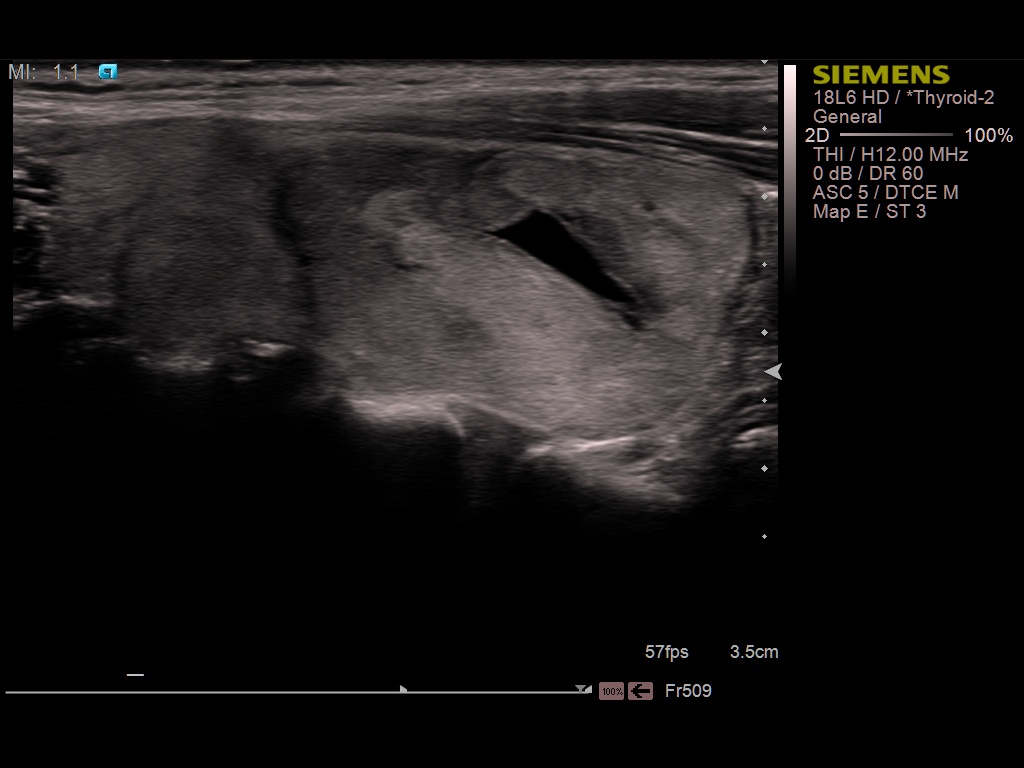 MI: 1.1
SIEMENS
18L6 HD / *Thyroid-2
General
2D 100%
THI / H12.00 MHz
0 dB / DR 60
ASC 5 / DTCE M
Map E / ST 3
57fps 3.5cm
100% Fr509